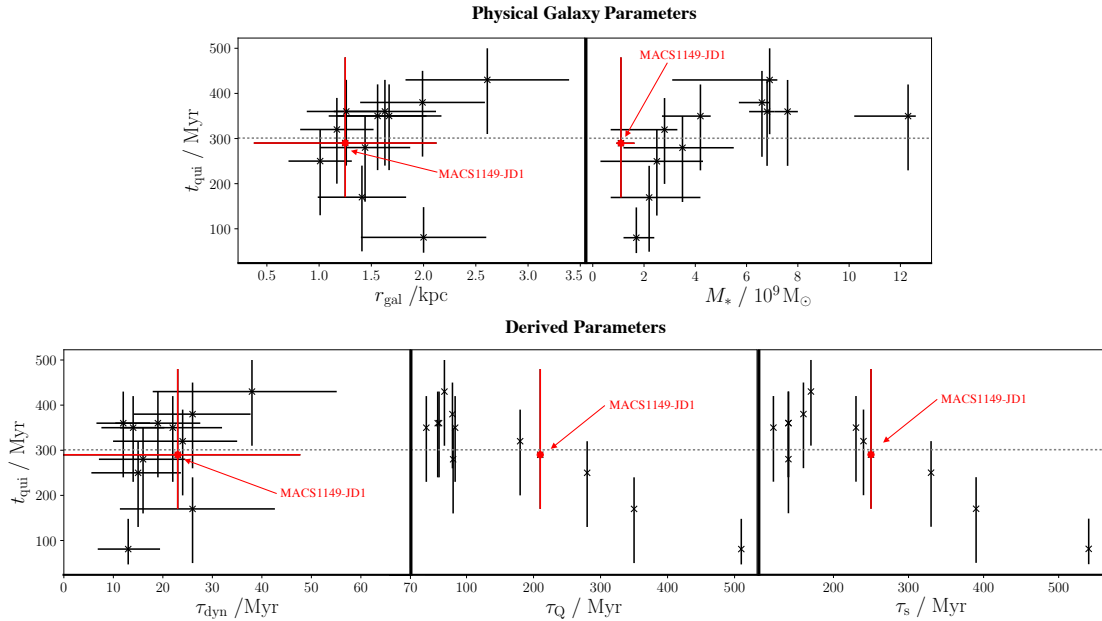 Physical Galaxy Parameters
500
400
300
200
100
t_qui / Myr
MACS1149-JD1
MACS1149-JD1
0.5 1.0 1.5 2.0 2.5 3.0 3.5
0 2 4 6 8 10 12
r_gal /kpc
M_* / 10^9 M_⊙
Derived Parameters
500
400
300
200
100
t_qui / Myr
MACS1149-JD1
MACS1149-JD1
MACS1149-JD1
0 10 20 30 40 50 60 70
100 200 300 400 500
100 200 300 400 500
τ_dyn /Myr
τ_Q / Myr
τ_s / Myr